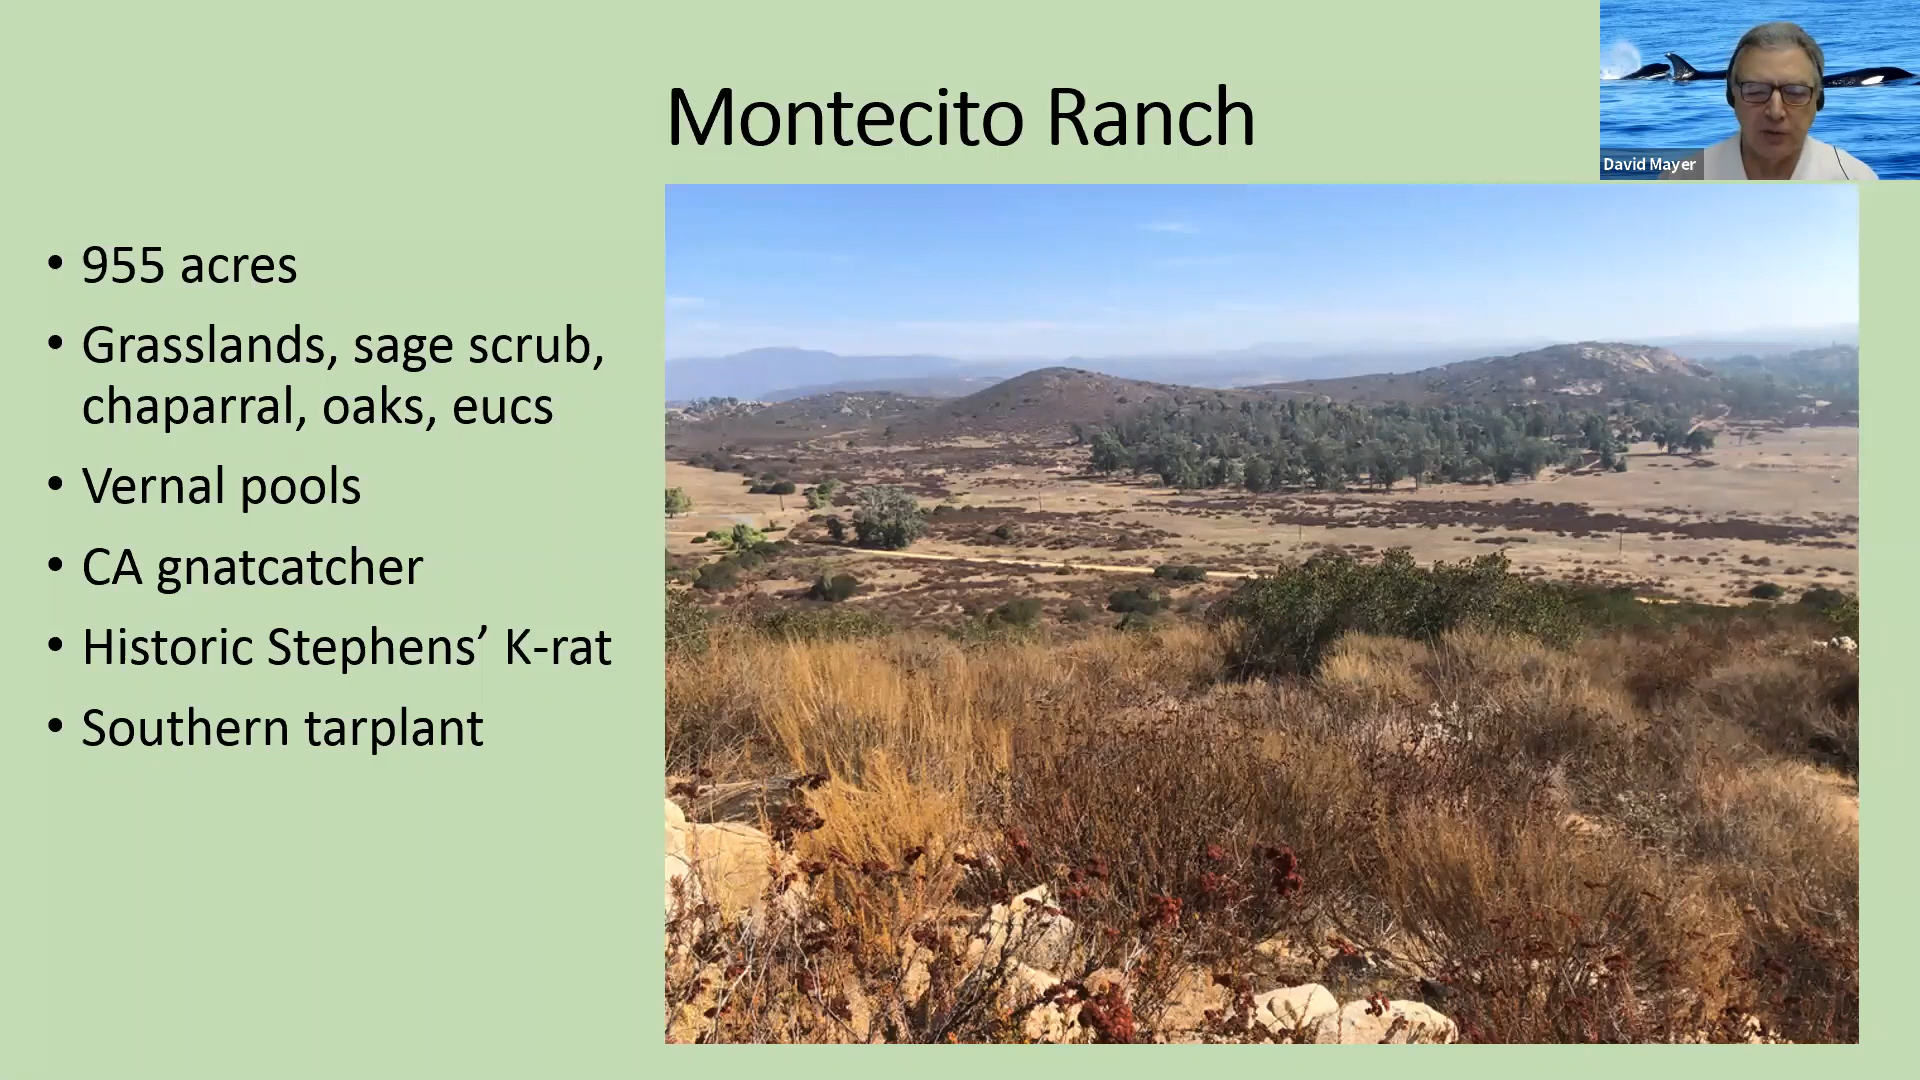 Montecito Ranch
David Mayer
• 955 acres
• Grasslands, sage scrub,
chaparral, oaks, eucs
• Vernal pools
• CA gnatcatcher
• Historic Stephens’ K-rat
• Southern tarplant